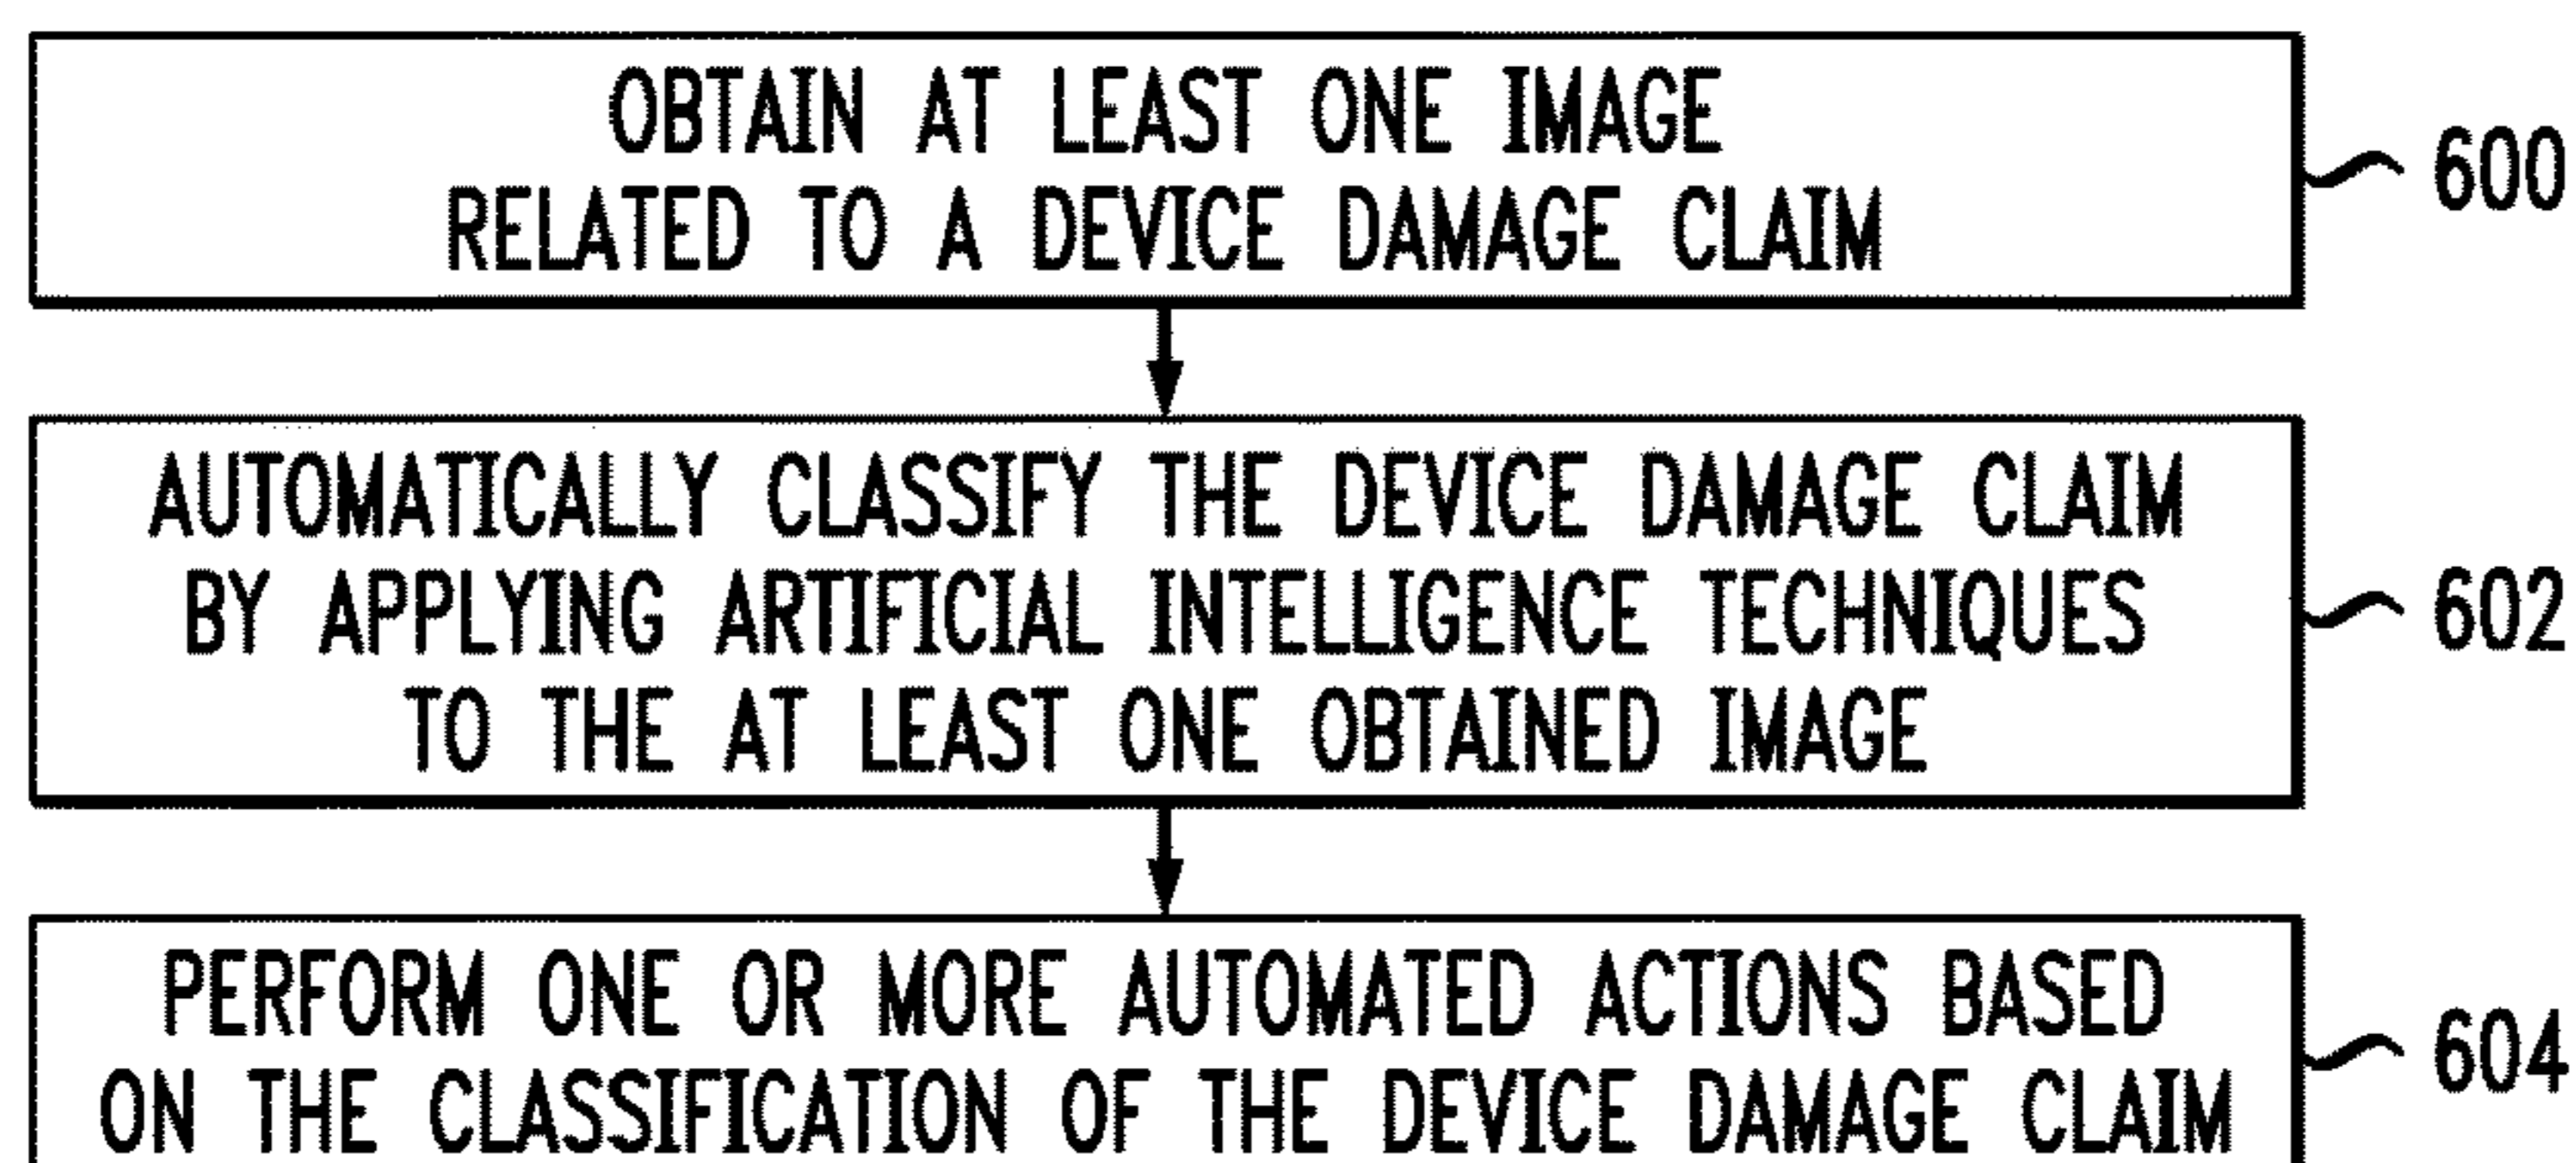 OBTAIN AT LEAST ONE IMAGE
RELATED TO A DEVICE DAMAGE CLAIM
600
AUTOMATICALLY CLASSIFY THE DEVICE DAMAGE CLAIM
BY APPLYING ARTIFICIAL INTELLIGENCE TECHNIQUES
TO THE AT LEAST ONE OBTAINED IMAGE
602
PERFORM ONE OR MORE AUTOMATED ACTIONS BASED
ON THE CLASSIFICATION OF THE DEVICE DAMAGE CLAIM
604